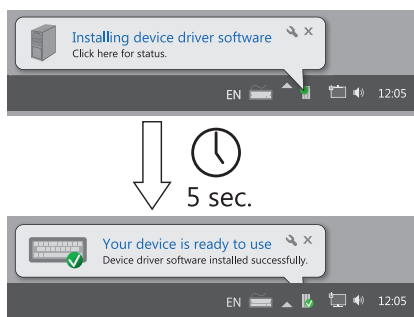 Installing device driver software
Click here for status.
EN 12:05
5 sec.
Your device is ready to use
Device driver software installed successfully.
EN 12:05